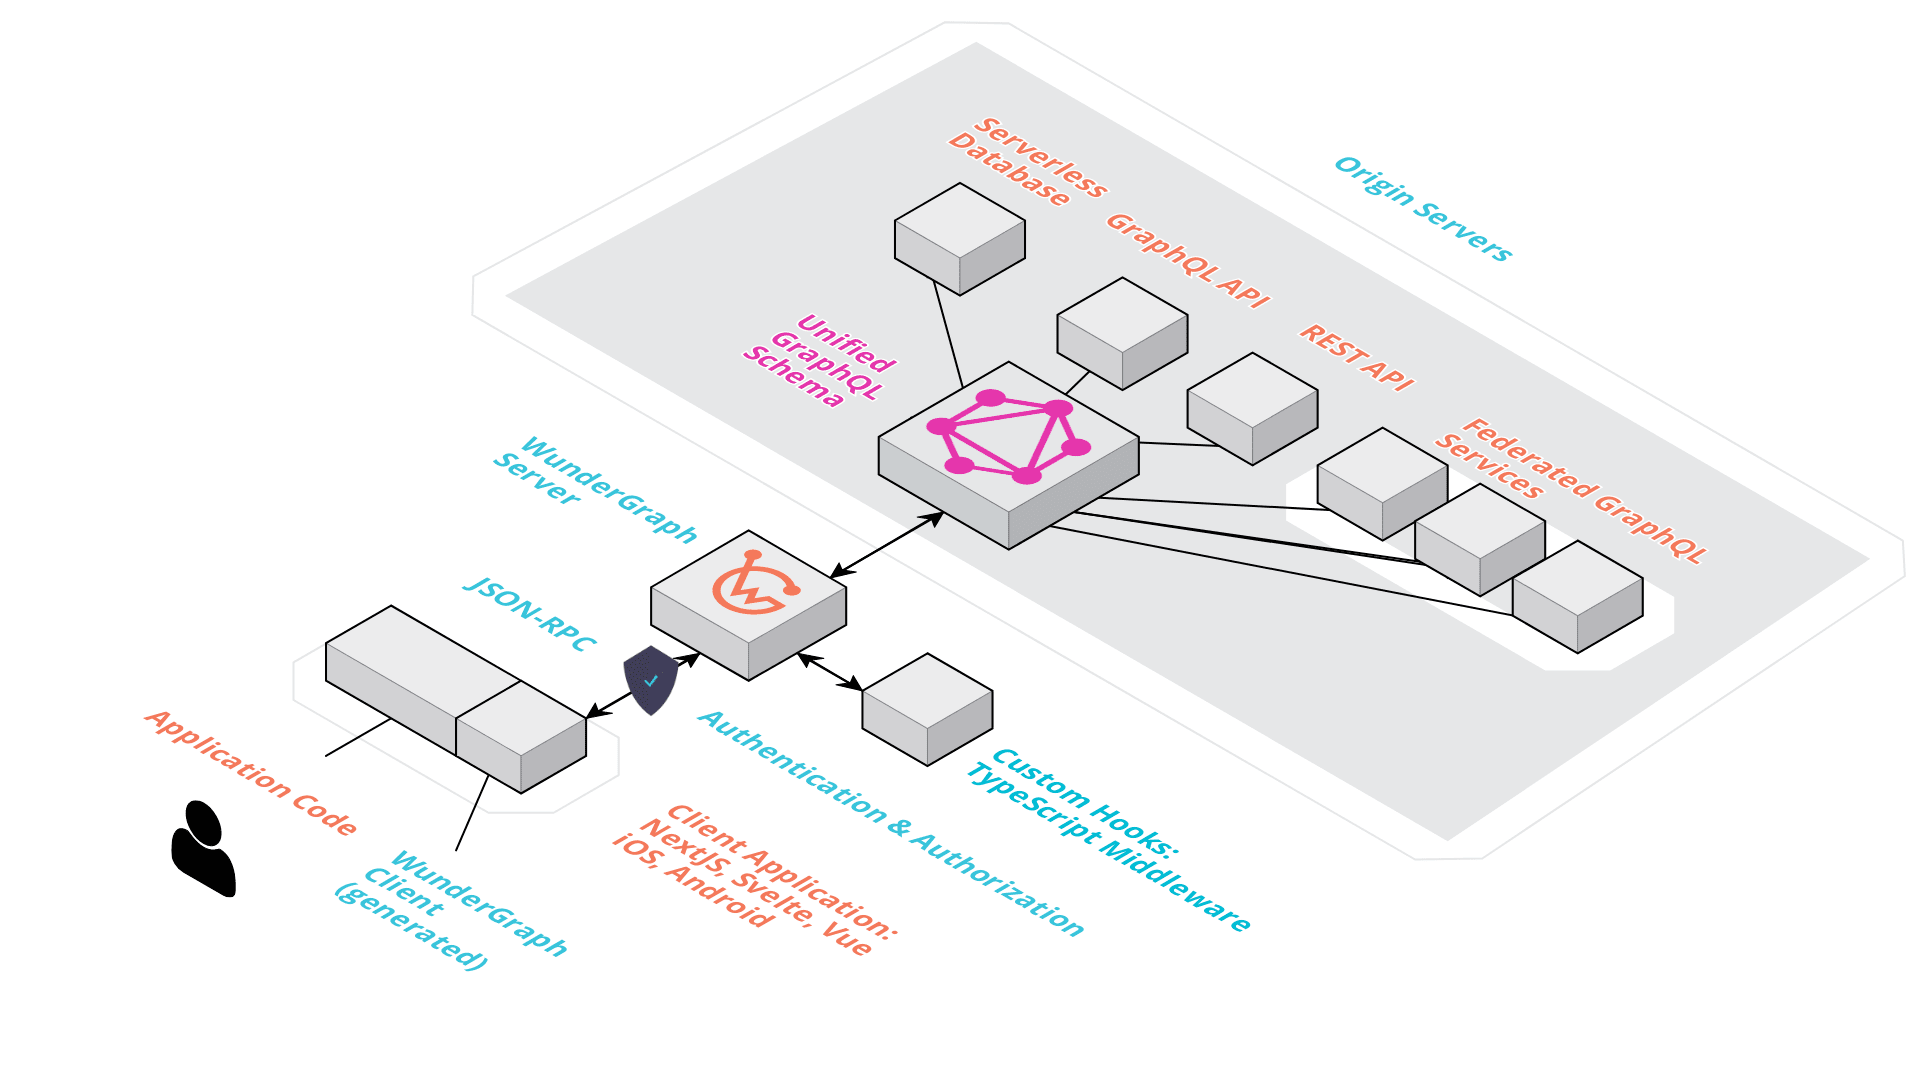 Serverless
Database
Origin Servers
GraphQL API
REST API
Unified
GraphQL
Schema
Federated GraphQL
Services
WunderGraph
Server
JSON-RPC
Application Code
Authentication & Authorization
Custom Hooks:
TypeScript Middleware
Client Application:
NextJS, Svelte, Vue
iOS, Android
WunderGraph
Client
(generated)